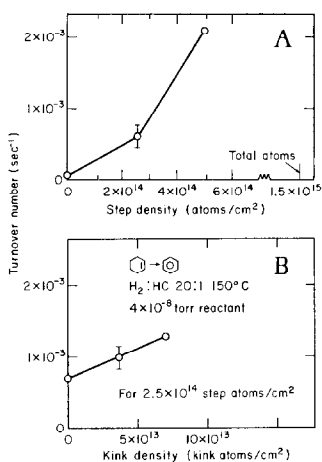 A
2×10⁻³
1×10⁻³
0
Total atoms
0 2×10¹⁴ 4×10¹⁴ 6×10¹⁴ 1.5×10¹⁵
Step density (atoms/cm²)
Turnover number (sec⁻¹)
B
H₂:HC 20:1 150°C
4×10⁻⁸ torr reactant
2×10⁻³
1×10⁻³
0
For 2.5×10¹⁴ step atoms/cm²
0 5×10¹³ 10×10¹³
Kink density (kink atoms/cm²)